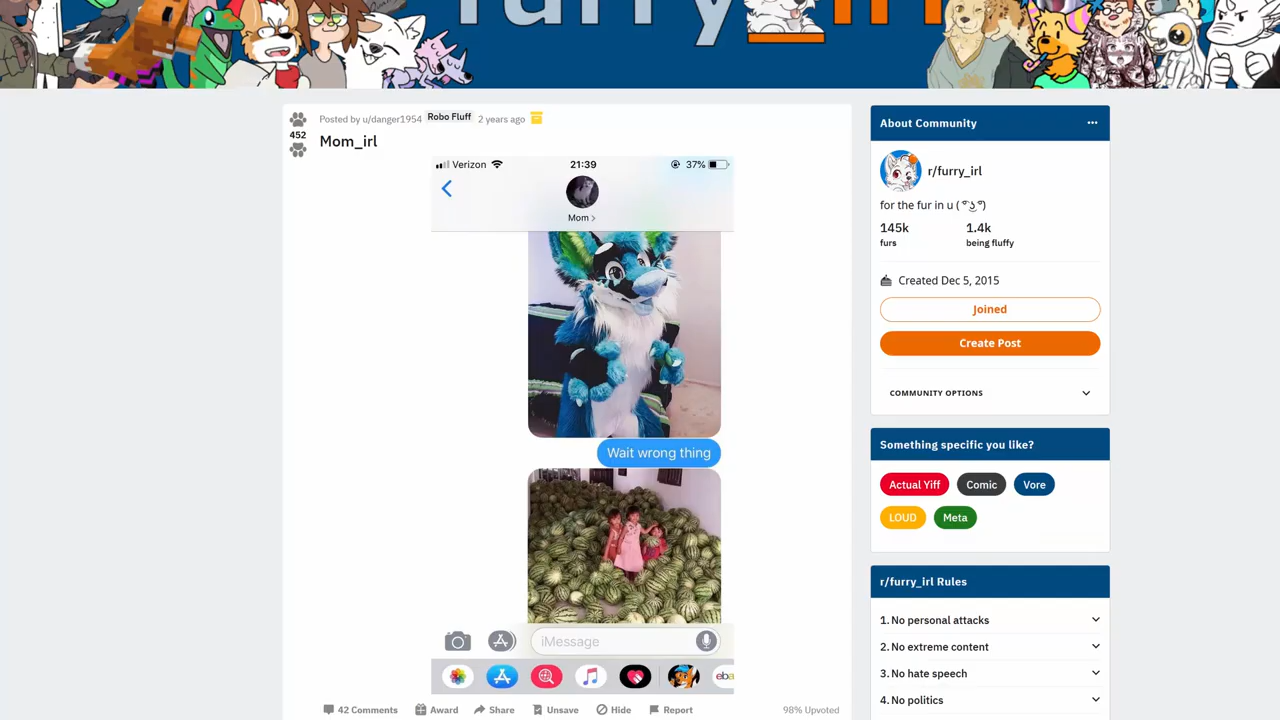 furry_irl
Posted by u/danger1954 Robo Fluff 2 years ago
452
Mom_irl
Verizon 21:39 37%
Mom >
Wait wrong thing
iMessage
eba
42 Comments Award Share Unsave Hide Report 98% Upvoted
About Community
r/furry_irl
for the fur in u ( ͡° ͜ʖ ͡°)
145k 1.4k
furs being fluffy
Created Dec 5, 2015
Joined
Create Post
COMMUNITY OPTIONS
Something specific you like?
Actual Yiff Comic Vore
LOUD Meta
r/furry_irl Rules
1. No personal attacks
2. No extreme content
3. No hate speech
4. No politics